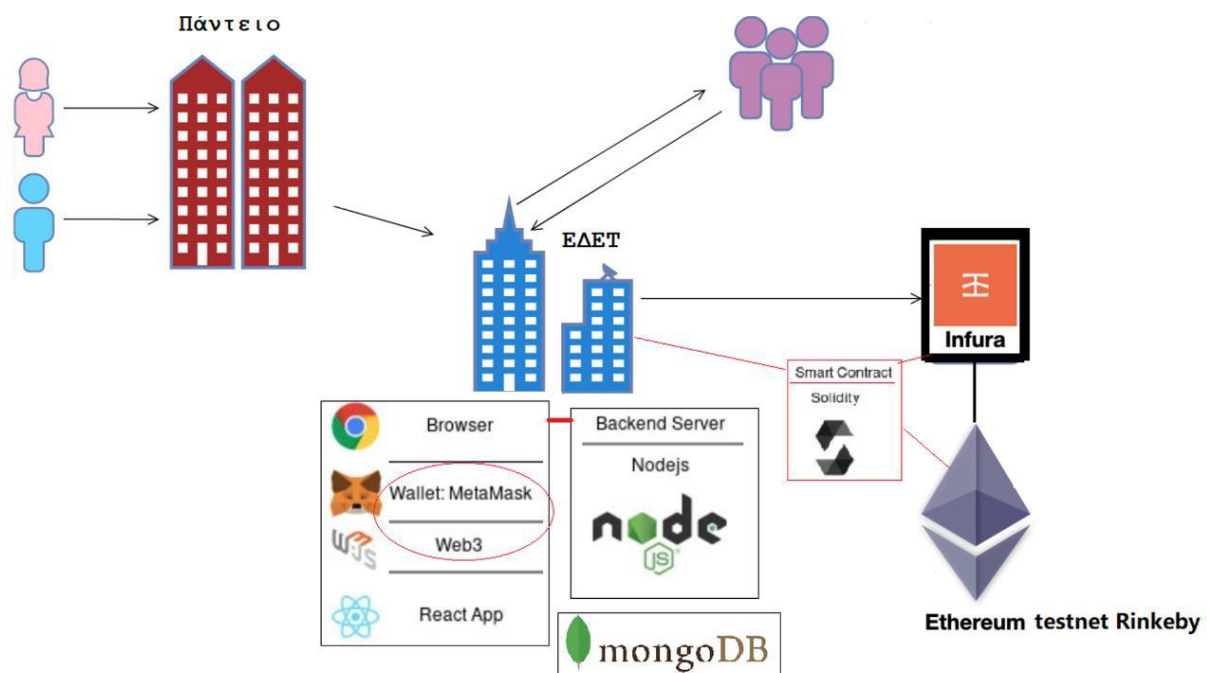 Πάντειο
ΕΔΕΤ
Infura
Smart Contract
Solidity
Browser
Wallet: MetaMask
Web3
React App
Backend Server
Nodejs
node
JS
mongoDB
Ethereum testnet Rinkeby